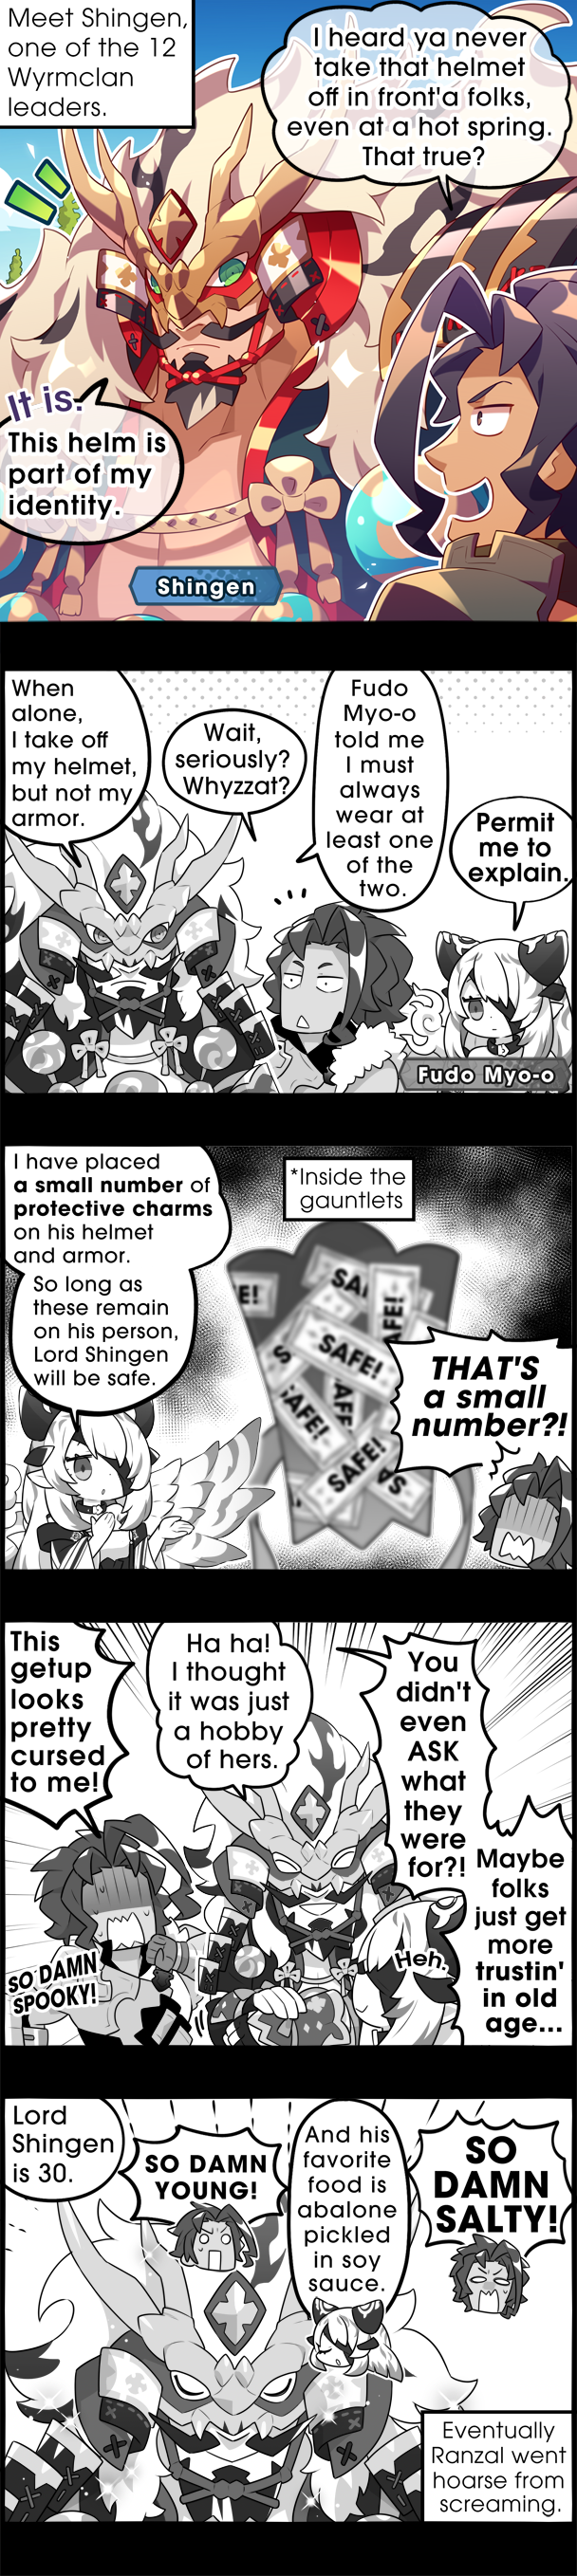 Meet Shingen,
one of the 12
Wyrmclan
leaders.
I heard ya never
take that helmet
off in front'a folks,
even at a hot spring.
That true?
It is.
This helm is
part of my
identity.
Shingen
When
alone,
I take off
my helmet,
but not my
armor.
Wait,
seriously?
Whyzzat?
Fudo
Myo-o
told me
I must
always
wear at
least one
of the
two.
Permit
me to
explain.
Fudo Myo-o
I have placed
a small number of
protective charms
on his helmet
and armor.
So long as
these remain
on his person,
Lord Shingen
will be safe.
*Inside the
gauntlets
SAFE!
SAFE!
SAFE!
SAFE!
THAT'S
a small
number?!
This
getup
looks
pretty
cursed
to me!
SO DAMN
SPOOKY!
Ha ha!
I thought
it was just
a hobby
of hers.
You
didn't
even
ASK
what
they
were
for?!
Heh.
Maybe
folks
just get
more
trustin'
in old
age...
Lord
Shingen
is 30.
SO DAMN
YOUNG!
And his
favorite
food is
abalone
pickled
in soy
sauce.
SO
DAMN
SALTY!
Eventually
Ranzal went
hoarse from
screaming.